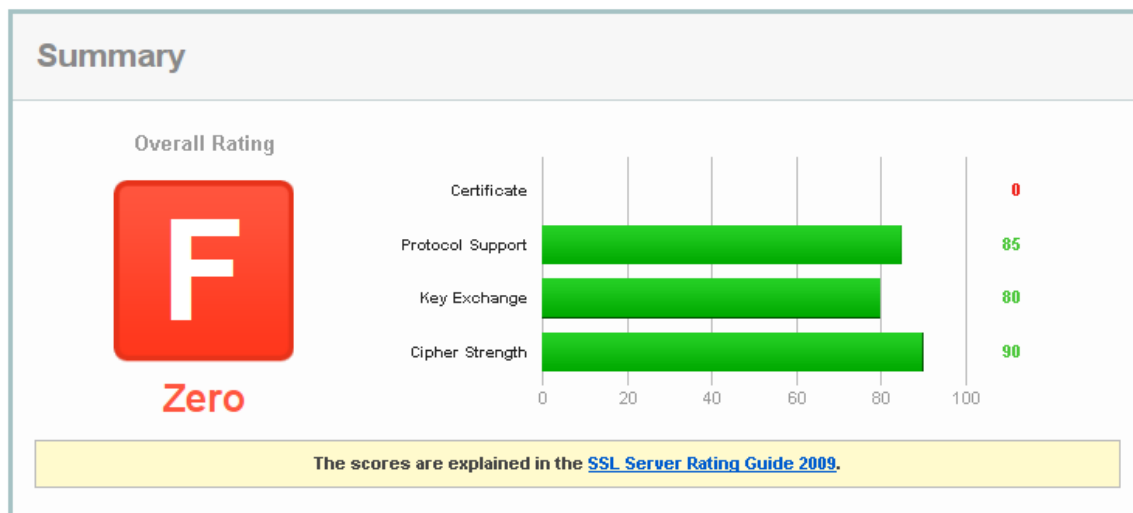 Summary
Overall Rating
F
Zero
Certificate 0
Protocol Support 85
Key Exchange 80
Cipher Strength 90
0 20 40 60 80 100
The scores are explained in the SSL Server Rating Guide 2009.